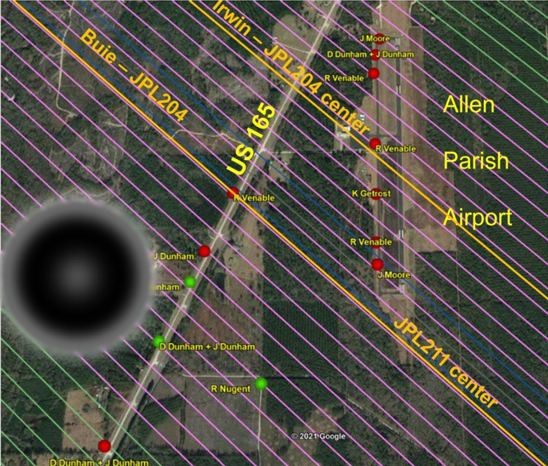 Irwin – JPL204 center
Buie – JPL204
J Moore
D Dunham + J Dunham
R Venable
US 165
Allen
Parish
Airport
R Venable
K Getrost
R Venable
R Venable
J Moore
J Dunham
nham
D Dunham + J Dunham
JPL211 center
R Nugent
© 2021 Google
D Dunham + J Dunham